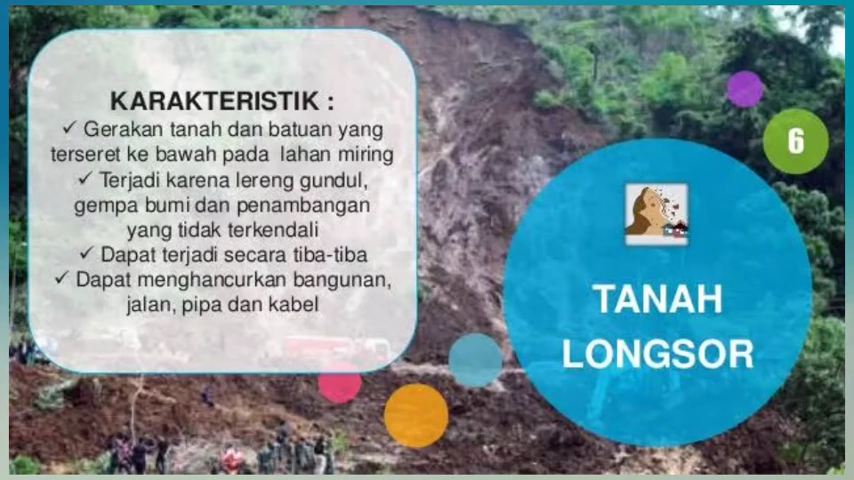 KARAKTERISTIK :
✓ Gerakan tanah dan batuan yang
terseret ke bawah pada lahan miring
✓ Terjadi karena lereng gundul,
gempa bumi dan penambangan
yang tidak terkendali
✓ Dapat terjadi secara tiba-tiba
✓ Dapat menghancurkan bangunan,
jalan, pipa dan kabel
6
TANAH
LONGSOR